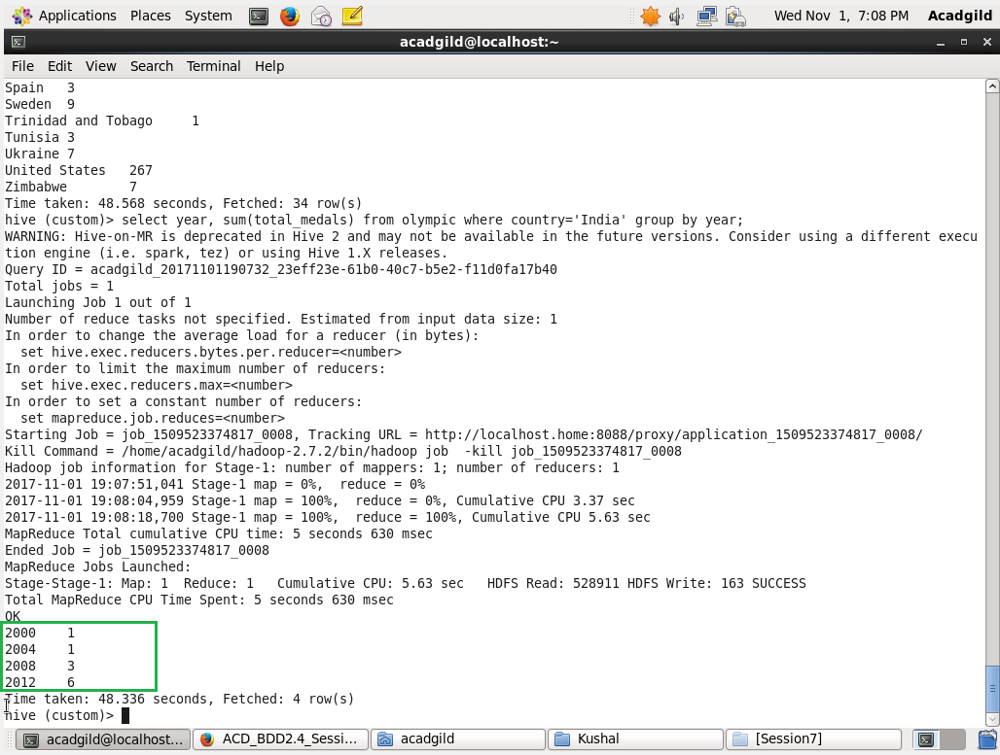 Applications Places System Wed Nov 1, 7:08 PM Acadgild
acadgild@localhost:~
File Edit View Search Terminal Help
Spain 3
Sweden 9
Trinidad and Tobago 1
Tunisia 3
Ukraine 7
United States 267
Zimbabwe 7
Time taken: 48.568 seconds, Fetched: 34 row(s)
hive (custom)> select year, sum(total_medals) from olympic where country='India' group by year;
WARNING: Hive-on-MR is deprecated in Hive 2 and may not be available in the future versions. Consider using a different execu
tion engine (i.e. spark, tez) or using Hive 1.X releases.
Query ID = acadgild_20171101190732_23eff23e-61b0-40c7-b5e2-f11d0fa17b40
Total jobs = 1
Launching Job 1 out of 1
Number of reduce tasks not specified. Estimated from input data size: 1
In order to change the average load for a reducer (in bytes):
  set hive.exec.reducers.bytes.per.reducer=<number>
In order to limit the maximum number of reducers:
  set hive.exec.reducers.max=<number>
In order to set a constant number of reducers:
  set mapreduce.job.reduces=<number>
Starting Job = job_1509523374817_0008, Tracking URL = http://localhost.home:8088/proxy/application_1509523374817_0008/
Kill Command = /home/acadgild/hadoop-2.7.2/bin/hadoop job  -kill job_1509523374817_0008
Hadoop job information for Stage-1: number of mappers: 1; number of reducers: 1
2017-11-01 19:07:51,041 Stage-1 map = 0%,  reduce = 0%
2017-11-01 19:08:04,959 Stage-1 map = 100%,  reduce = 0%, Cumulative CPU 3.37 sec
2017-11-01 19:08:18,700 Stage-1 map = 100%,  reduce = 100%, Cumulative CPU 5.63 sec
MapReduce Total cumulative CPU time: 5 seconds 630 msec
Ended Job = job_1509523374817_0008
MapReduce Jobs Launched:
Stage-Stage-1: Map: 1  Reduce: 1   Cumulative CPU: 5.63 sec   HDFS Read: 528911 HDFS Write: 163 SUCCESS
Total MapReduce CPU Time Spent: 5 seconds 630 msec
OK
2000 1
2004 1
2008 3
2012 6
Time taken: 48.336 seconds, Fetched: 4 row(s)
hive (custom)>
acadgild@localhost... ACD_BDD2.4_Sessi... acadgild Kushal [Session7]